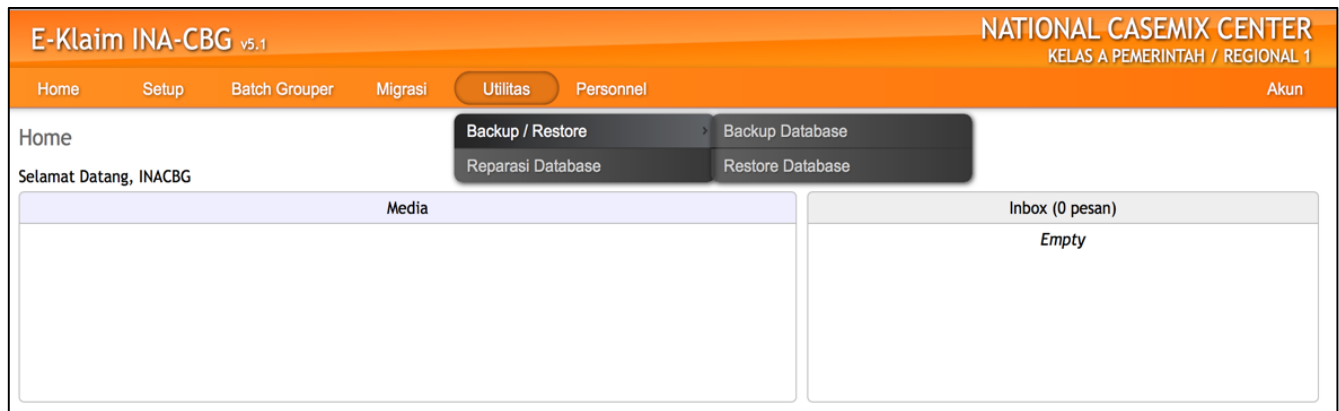 E-Klaim INA-CBG v5.1
NATIONAL CASEMIX CENTER
KELAS A PEMERINTAH / REGIONAL 1
Home Setup Batch Grouper Migrasi Utilitas Personnel Akun
Home
Backup / Restore › Backup Database
Reparasi Database Restore Database
Selamat Datang, INACBG
Media
Inbox (0 pesan)
Empty